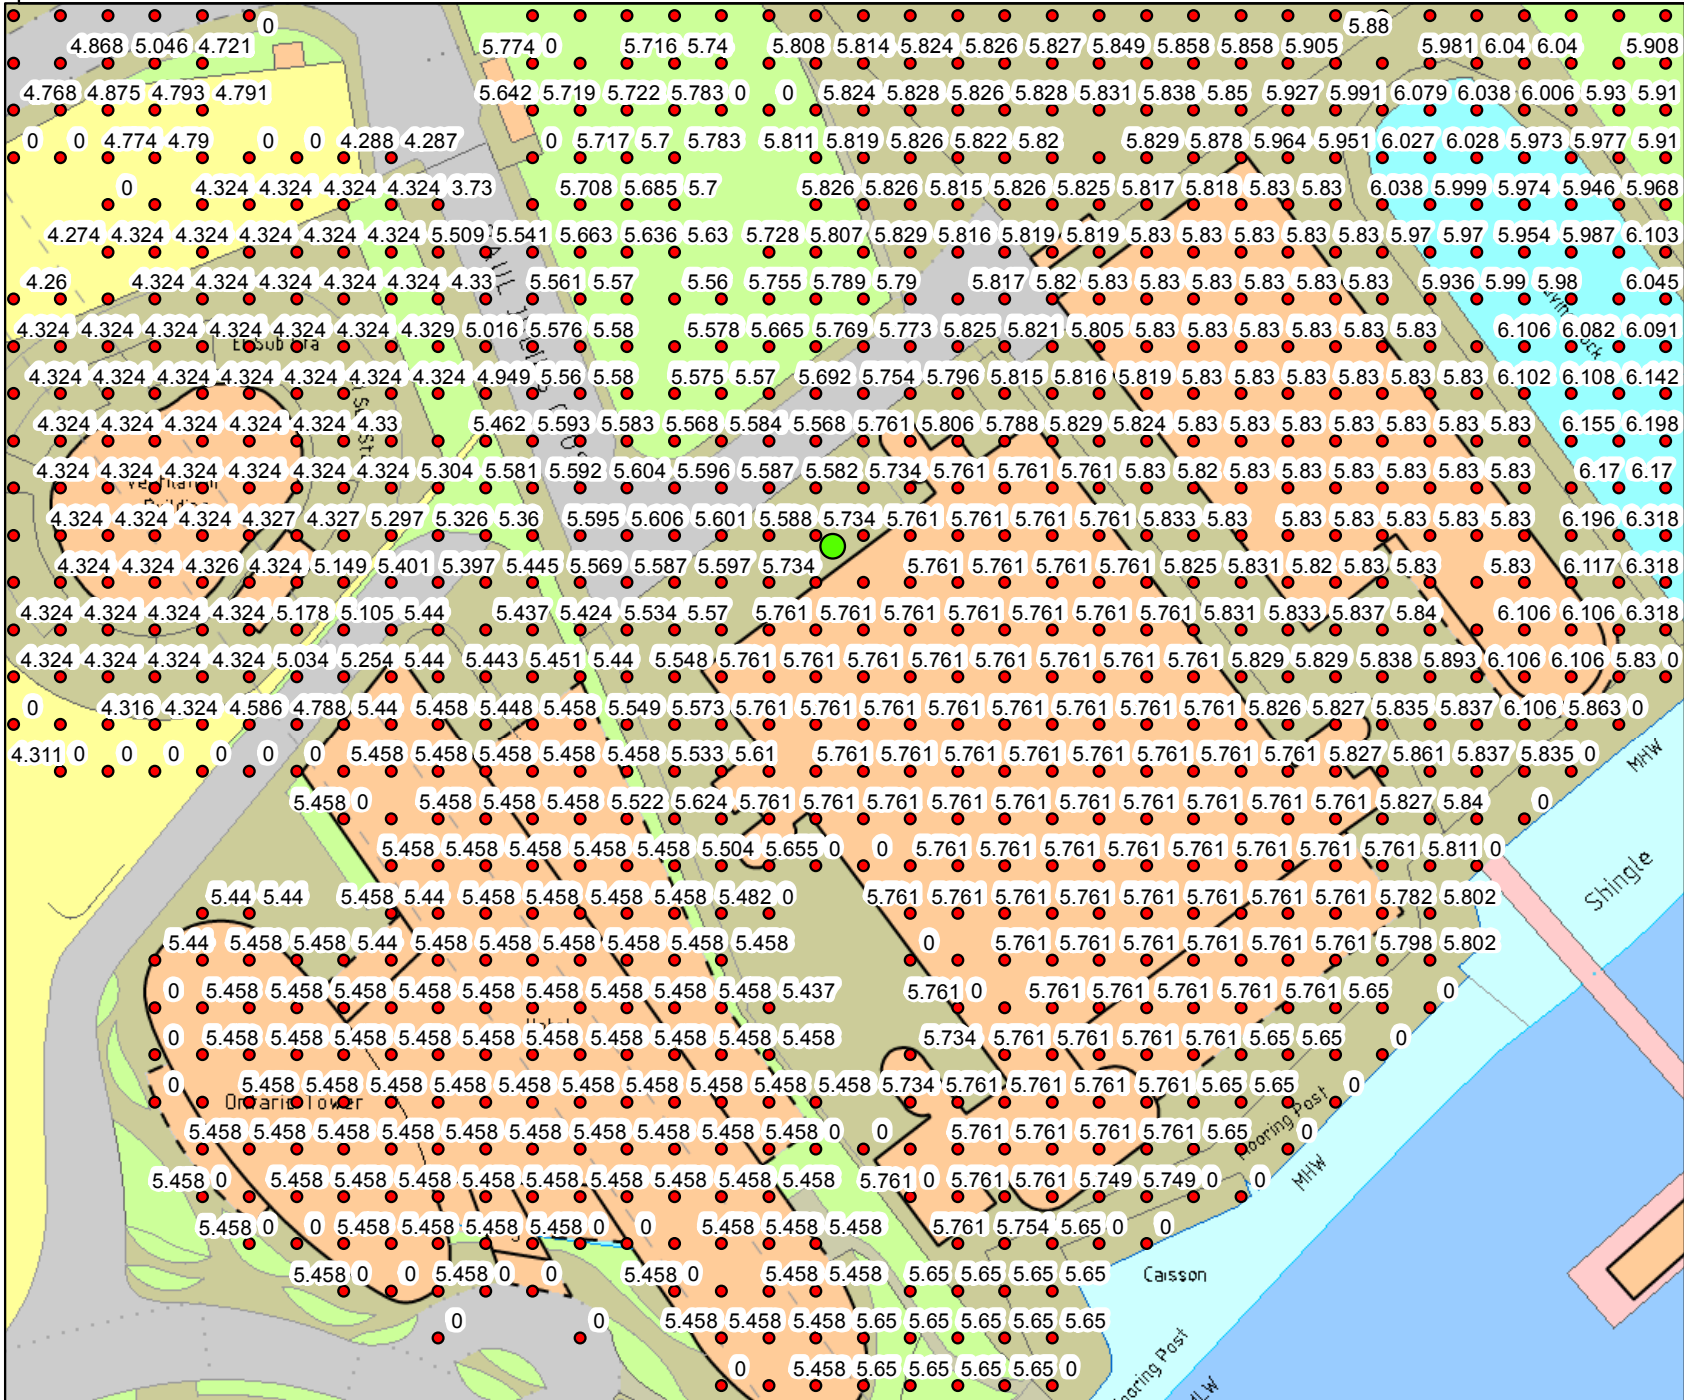 0 5.88
4.868 5.046 4.721 5.774 0 5.716 5.74 5.808 5.814 5.824 5.826 5.827 5.849 5.858 5.858 5.905 5.981 6.04 6.04 5.908
4.768 4.875 4.793 4.791 5.642 5.719 5.722 5.783 0 0 5.824 5.828 5.826 5.828 5.831 5.838 5.85 5.927 5.991 6.079 6.038 6.006 5.93 5.91
0 0 4.774 4.79 0 0 4.288 4.287 0 5.717 5.7 5.783 5.811 5.819 5.826 5.822 5.82 5.829 5.878 5.964 5.951 6.027 6.028 5.973 5.977 5.91
0 4.324 4.324 4.324 4.324 3.73 5.708 5.685 5.7 5.826 5.826 5.815 5.826 5.825 5.817 5.818 5.83 5.83 6.038 5.999 5.974 5.946 5.968
4.274 4.324 4.324 4.324 4.324 4.324 5.509 5.541 5.663 5.636 5.63 5.728 5.807 5.829 5.816 5.819 5.819 5.83 5.83 5.83 5.83 5.83 5.97 5.97 5.954 5.987 6.103
4.26 4.324 4.324 4.324 4.324 4.324 4.33 5.561 5.57 5.56 5.755 5.789 5.79 5.817 5.82 5.83 5.83 5.83 5.83 5.83 5.83 5.936 5.99 5.98 6.045
4.324 4.324 4.324 4.324 4.324 4.324 4.329 5.016 5.576 5.58 5.578 5.665 5.769 5.773 5.825 5.821 5.805 5.83 5.83 5.83 5.83 5.83 5.83 6.106 6.082 6.091
4.324 4.324 4.324 4.324 4.324 4.324 4.324 4.949 5.56 5.58 5.575 5.57 5.692 5.754 5.796 5.815 5.816 5.819 5.83 5.83 5.83 5.83 5.83 5.83 6.102 6.108 6.142
4.324 4.324 4.324 4.324 4.324 4.33 5.462 5.593 5.583 5.568 5.584 5.568 5.761 5.806 5.788 5.829 5.824 5.83 5.83 5.83 5.83 5.83 5.83 5.83 6.155 6.198
4.324 4.324 4.324 4.324 4.324 4.324 5.304 5.581 5.592 5.604 5.596 5.587 5.582 5.734 5.761 5.761 5.761 5.83 5.82 5.83 5.83 5.83 5.83 5.83 5.83 6.17 6.17
4.324 4.324 4.324 4.327 4.327 5.297 5.326 5.36 5.595 5.606 5.601 5.588 5.734 5.761 5.761 5.761 5.761 5.833 5.83 5.83 5.83 5.83 5.83 5.83 6.196 6.318
4.324 4.324 4.326 4.324 5.149 5.401 5.397 5.445 5.569 5.587 5.597 5.734 5.761 5.761 5.761 5.761 5.825 5.831 5.82 5.83 5.83 5.83 6.117 6.318
4.324 4.324 4.324 4.324 5.178 5.105 5.44 5.437 5.424 5.534 5.57 5.761 5.761 5.761 5.761 5.761 5.761 5.761 5.831 5.833 5.837 5.84 6.106 6.106 6.318
4.324 4.324 4.324 4.324 5.034 5.254 5.44 5.443 5.451 5.44 5.548 5.761 5.761 5.761 5.761 5.761 5.761 5.761 5.761 5.829 5.829 5.838 5.893 6.106 6.106 5.83 0
0 4.316 4.324 4.586 4.788 5.44 5.458 5.448 5.458 5.549 5.573 5.761 5.761 5.761 5.761 5.761 5.761 5.761 5.761 5.826 5.827 5.835 5.837 6.106 5.863 0
4.311 0 0 0 0 0 0 5.458 5.458 5.458 5.458 5.458 5.533 5.61 5.761 5.761 5.761 5.761 5.761 5.761 5.761 5.761 5.827 5.861 5.837 5.835 0
MHW
5.458 0 5.458 5.458 5.458 5.522 5.624 5.761 5.761 5.761 5.761 5.761 5.761 5.761 5.761 5.761 5.761 5.827 5.84 0
5.458 5.458 5.458 5.458 5.458 5.504 5.655 0 0 5.761 5.761 5.761 5.761 5.761 5.761 5.761 5.761 5.811 0
Shingle
5.44 5.44 5.458 5.44 5.458 5.458 5.458 5.458 5.458 5.482 0 5.761 5.761 5.761 5.761 5.761 5.761 5.761 5.761 5.782 5.802
5.44 5.458 5.458 5.44 5.458 5.458 5.458 5.458 5.458 5.458 0 5.761 5.761 5.761 5.761 5.761 5.761 5.798 5.802
0 5.458 5.458 5.458 5.458 5.458 5.458 5.458 5.458 5.458 5.437 5.761 0 5.761 5.761 5.761 5.761 5.761 5.65 0
0 5.458 5.458 5.458 5.458 5.458 5.458 5.458 5.458 5.458 5.458 5.734 5.761 5.761 5.761 5.761 5.65 5.65 0
0 5.458 5.458 5.458 5.458 5.458 5.458 5.458 5.458 5.458 5.458 5.734 5.761 5.761 5.761 5.761 5.65 5.65 0
Ontario Tower
Mooring Post
5.458 5.458 5.458 5.458 5.458 5.458 5.458 5.458 5.458 5.458 0 0 5.761 5.761 5.761 5.761 5.65 0
MHW
5.458 0 5.458 5.458 5.458 5.458 5.458 5.458 5.458 5.458 5.458 5.761 0 5.761 5.761 5.749 5.749 0 0
5.458 0 0 5.458 5.458 5.458 5.458 0 0 5.458 5.458 5.458 5.761 5.754 5.65 0 0
5.458 0 0 5.458 0 0 5.458 0 5.458 5.458 5.65 5.65 5.65 5.65
Caisson
0 0 5.458 5.458 5.458 5.65 5.65 5.65 5.65
0 5.458 5.65 5.65 5.65 5.65 0